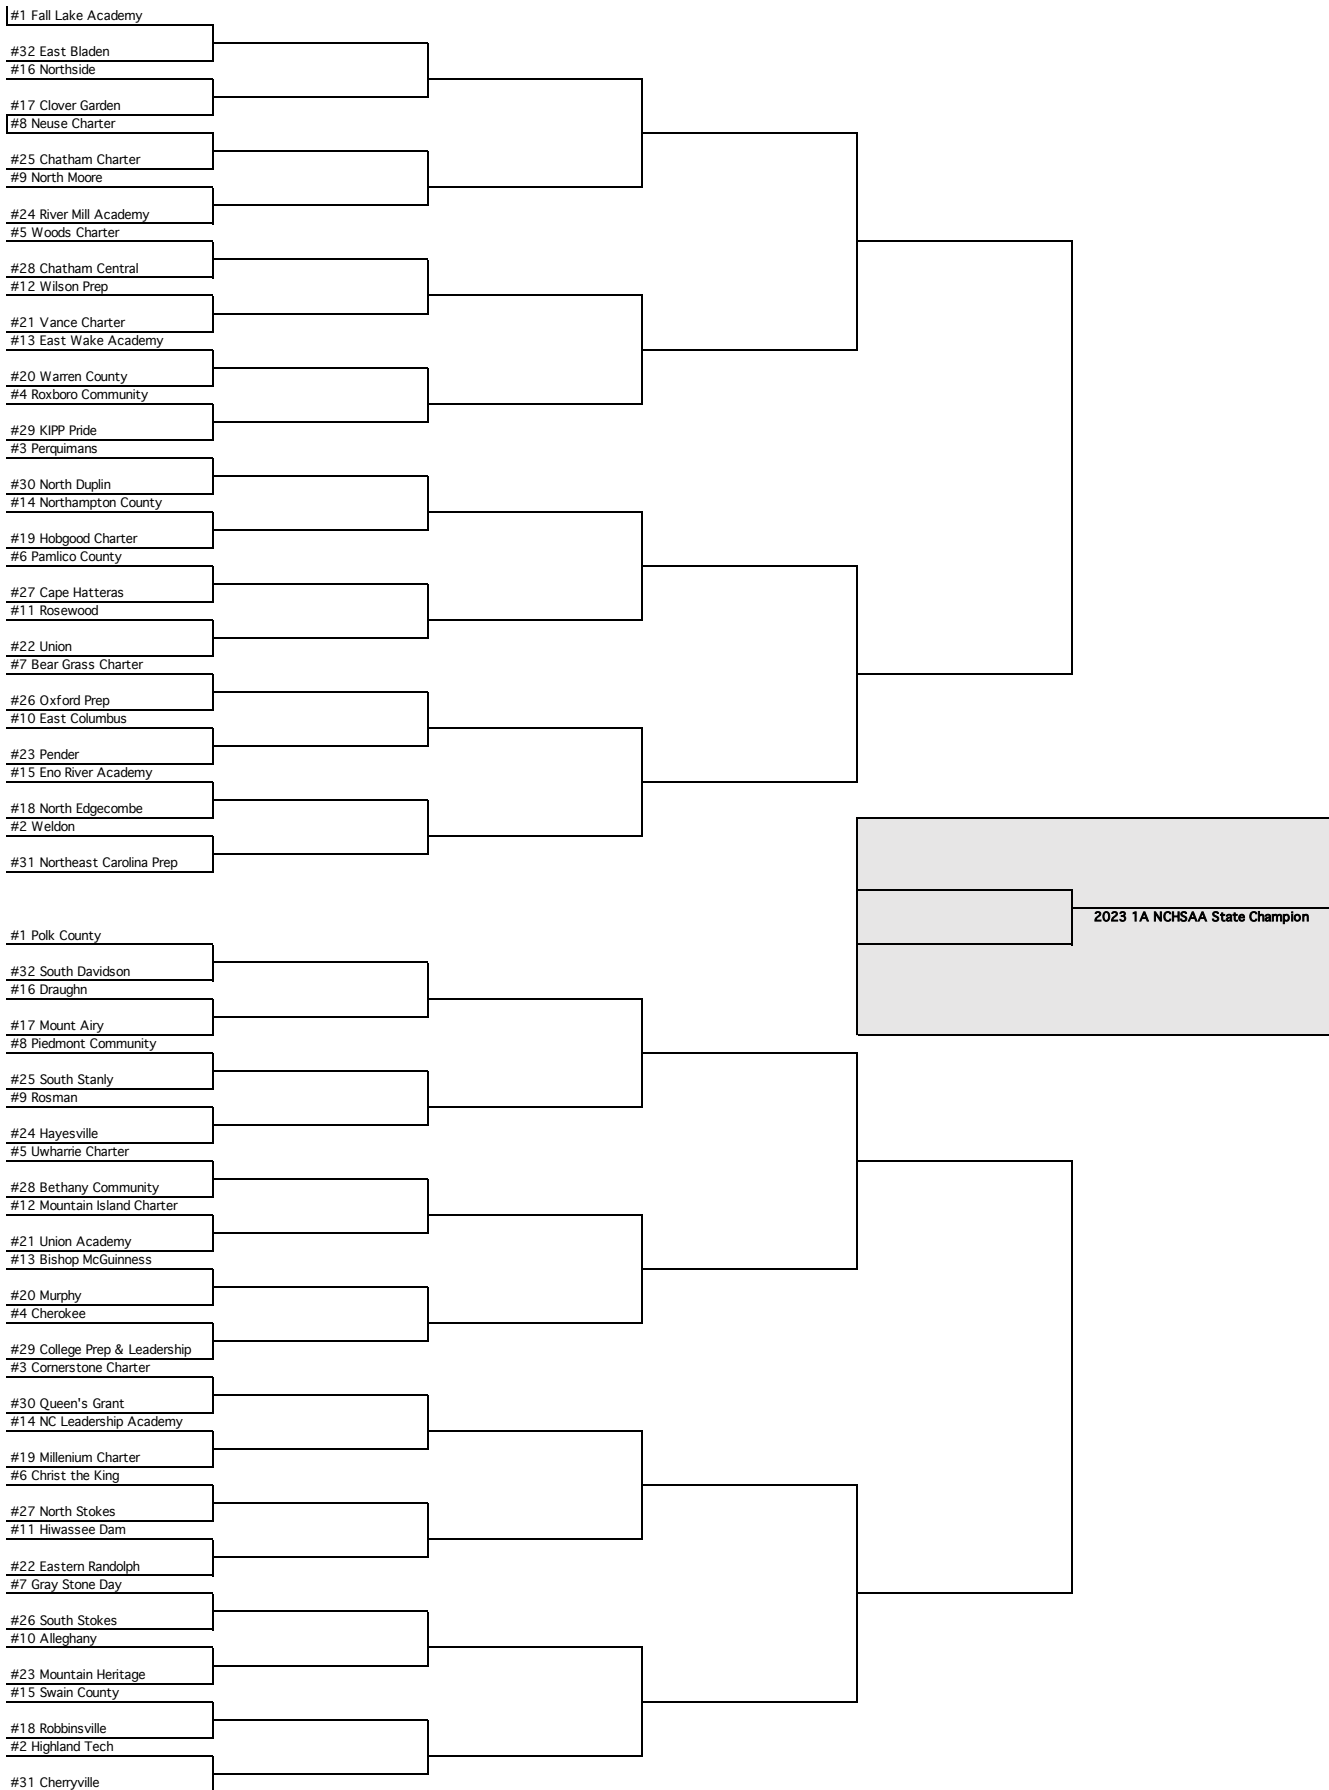 #1 Fall Lake Academy
#32 East Bladen
#16 Northside
#17 Clover Garden
#8 Neuse Charter
#25 Chatham Charter
#9 North Moore
#24 River Mill Academy
#5 Woods Charter
#28 Chatham Central
#12 Wilson Prep
#21 Vance Charter
#13 East Wake Academy
#20 Warren County
#4 Roxboro Community
#29 KIPP Pride
#3 Perquimans
#30 North Duplin
#14 Northampton County
#19 Hobgood Charter
#6 Pamlico County
#27 Cape Hatteras
#11 Rosewood
#22 Union
#7 Bear Grass Charter
#26 Oxford Prep
#10 East Columbus
#23 Pender
#15 Eno River Academy
#18 North Edgecombe
#2 Weldon
#31 Northeast Carolina Prep
2023 1A NCHSAA State Champion
#1 Polk County
#32 South Davidson
#16 Draughn
#17 Mount Airy
#8 Piedmont Community
#25 South Stanly
#9 Rosman
#24 Hayesville
#5 Uwharrie Charter
#28 Bethany Community
#12 Mountain Island Charter
#21 Union Academy
#13 Bishop McGuinness
#20 Murphy
#4 Cherokee
#29 College Prep & Leadership
#3 Cornerstone Charter
#30 Queen's Grant
#14 NC Leadership Academy
#19 Millenium Charter
#6 Christ the King
#27 North Stokes
#11 Hiwassee Dam
#22 Eastern Randolph
#7 Gray Stone Day
#26 South Stokes
#10 Alleghany
#23 Mountain Heritage
#15 Swain County
#18 Robbinsville
#2 Highland Tech
#31 Cherryville